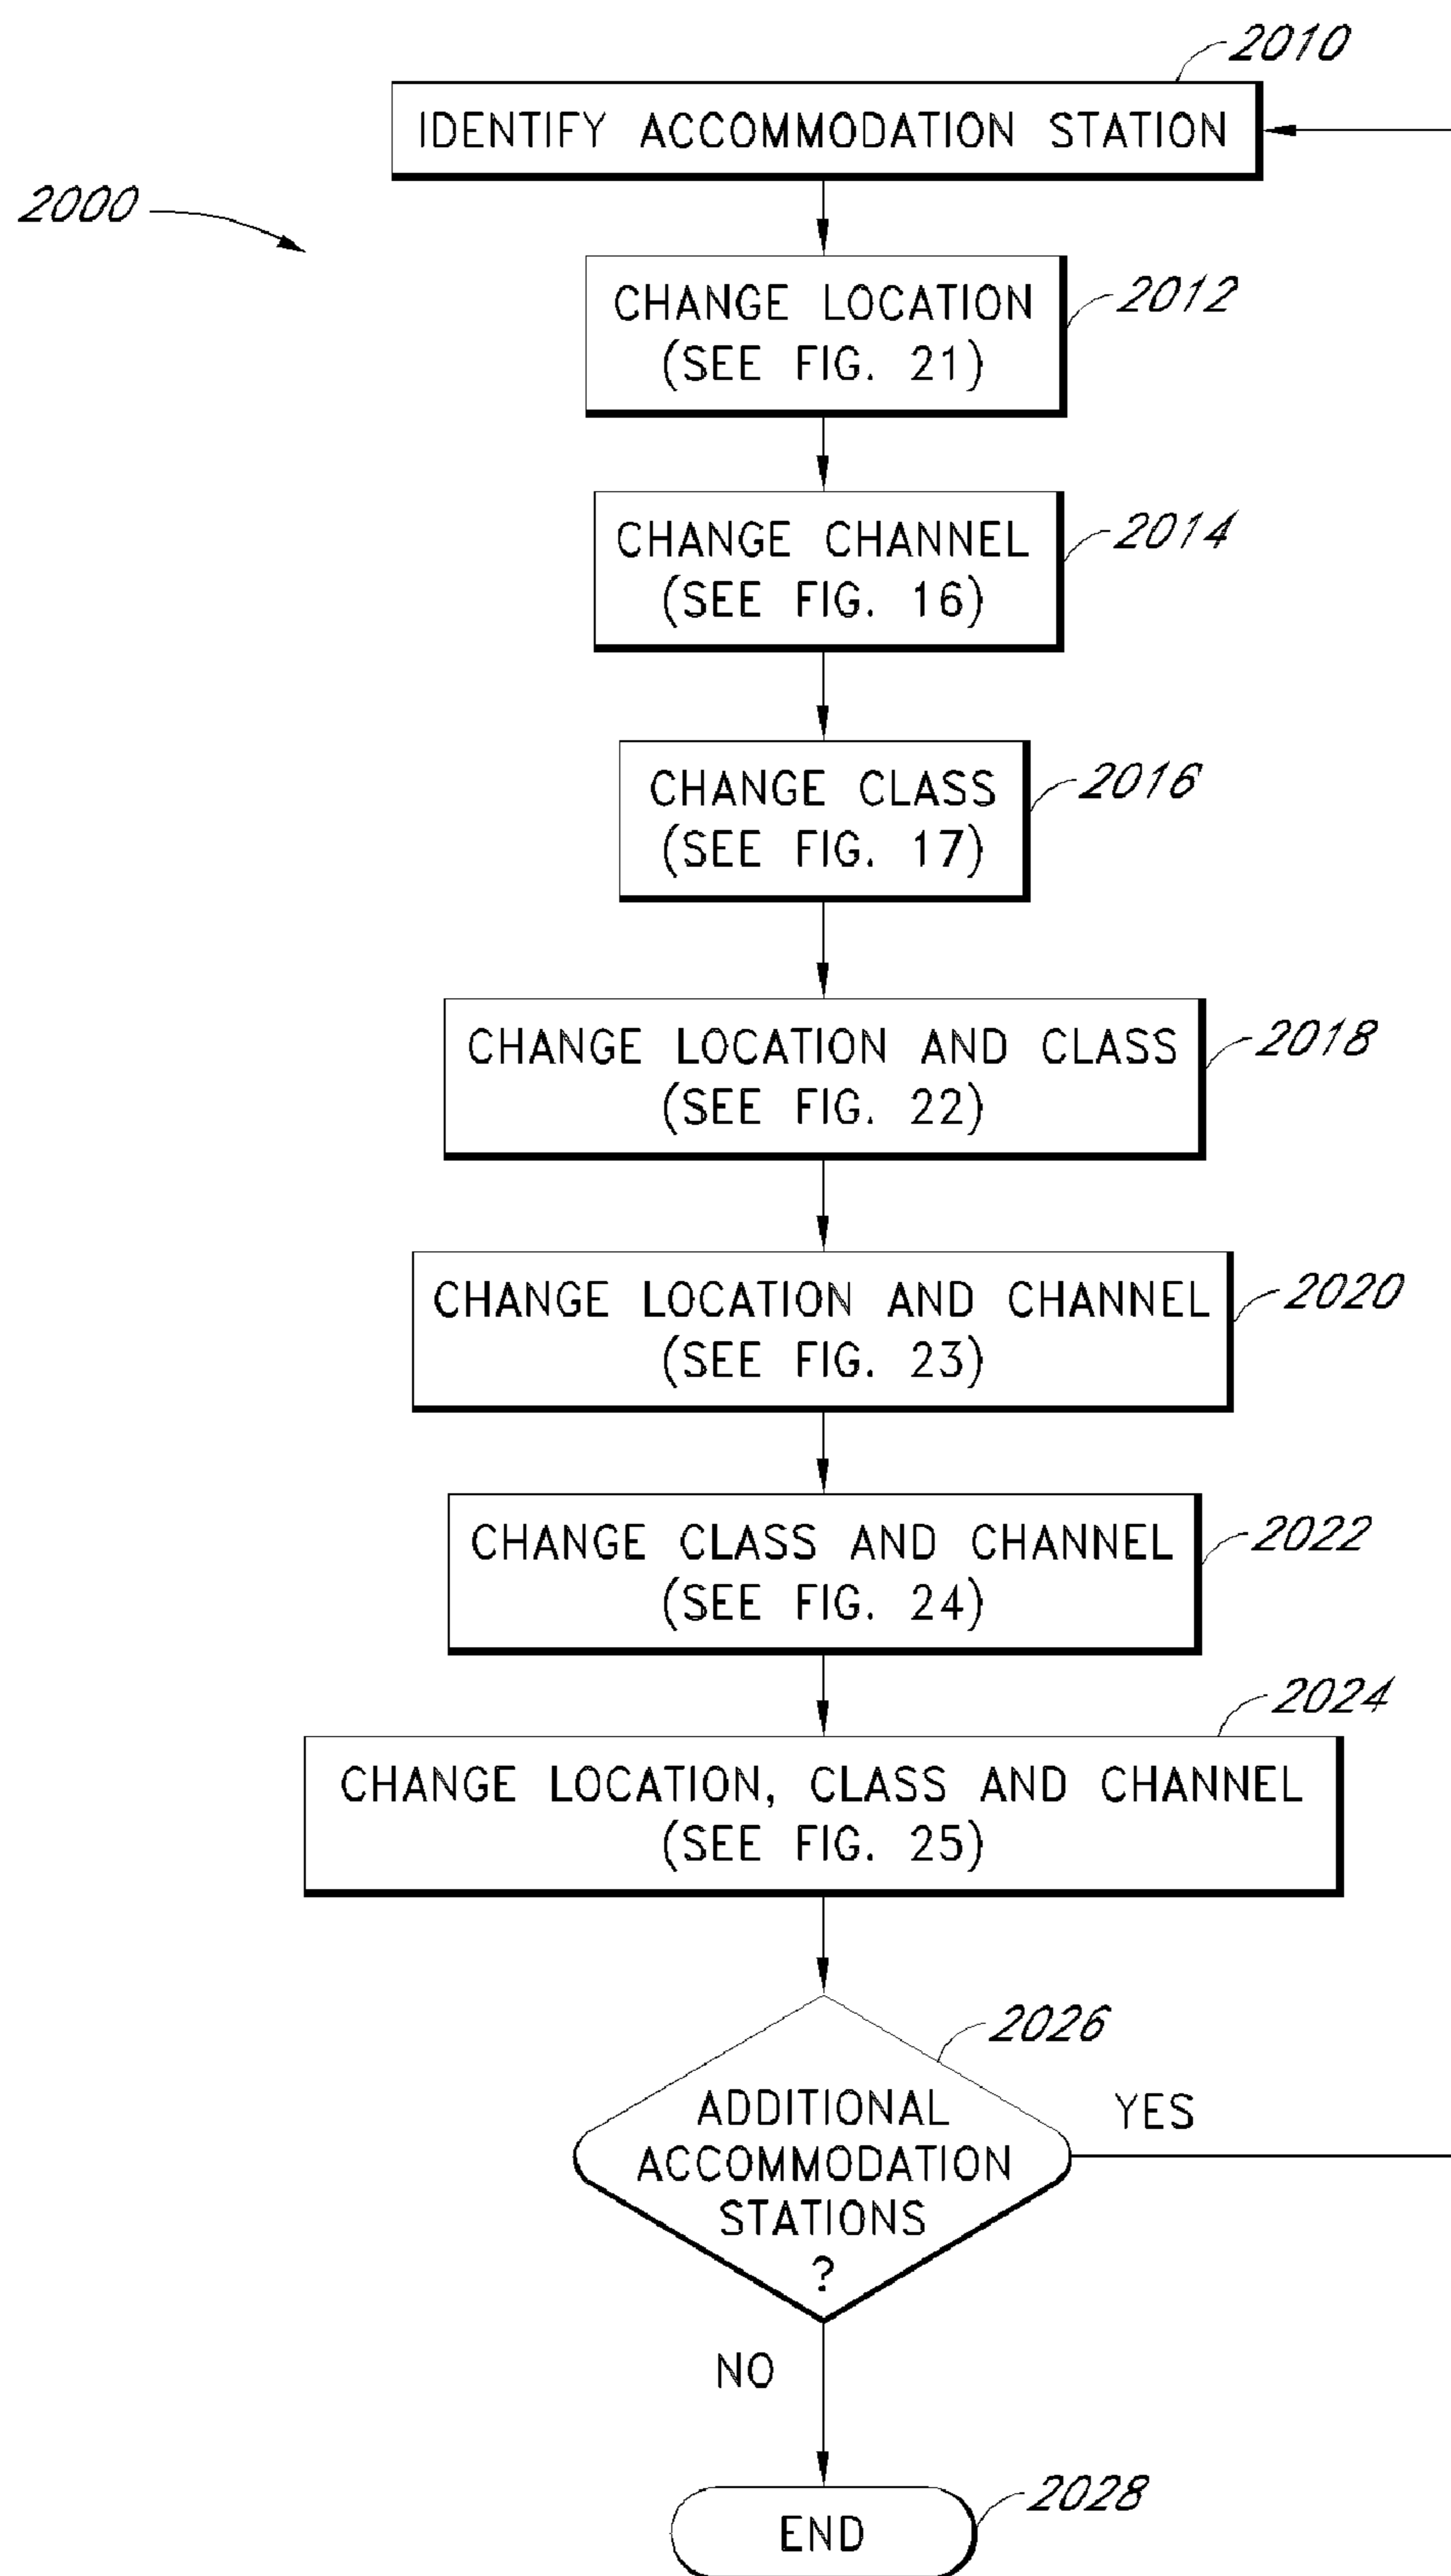 2010
IDENTIFY ACCOMMODATION STATION
2000
CHANGE LOCATION
(SEE FIG. 21)
2012
CHANGE CHANNEL
(SEE FIG. 16)
2014
CHANGE CLASS
(SEE FIG. 17)
2016
CHANGE LOCATION AND CLASS
(SEE FIG. 22)
2018
CHANGE LOCATION AND CHANNEL
(SEE FIG. 23)
2020
CHANGE CLASS AND CHANNEL
(SEE FIG. 24)
2022
2024
CHANGE LOCATION, CLASS AND CHANNEL
(SEE FIG. 25)
2026
ADDITIONAL
ACCOMMODATION
STATIONS
?
YES
NO
END
2028